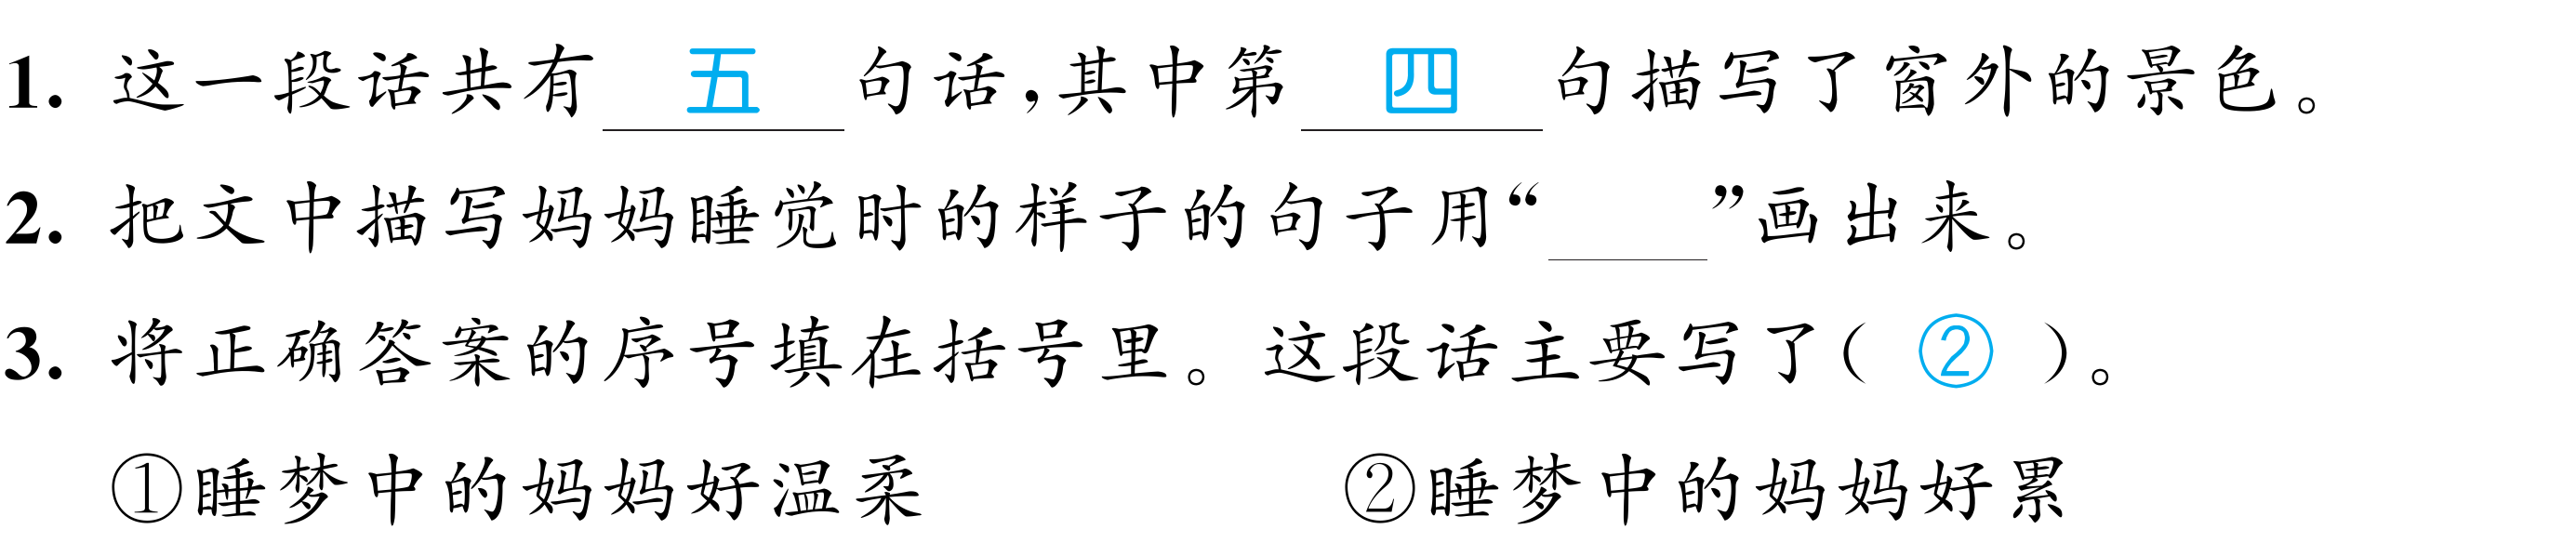 1. 这一段话共有 五 句话,其中第 四 句描写了窗外的景色。
2. 把文中描写妈妈睡觉时的样子的句子用“____”画出来。
3. 将正确答案的序号填在括号里。这段话主要写了( ② )。
①睡梦中的妈妈好温柔 ②睡梦中的妈妈好累